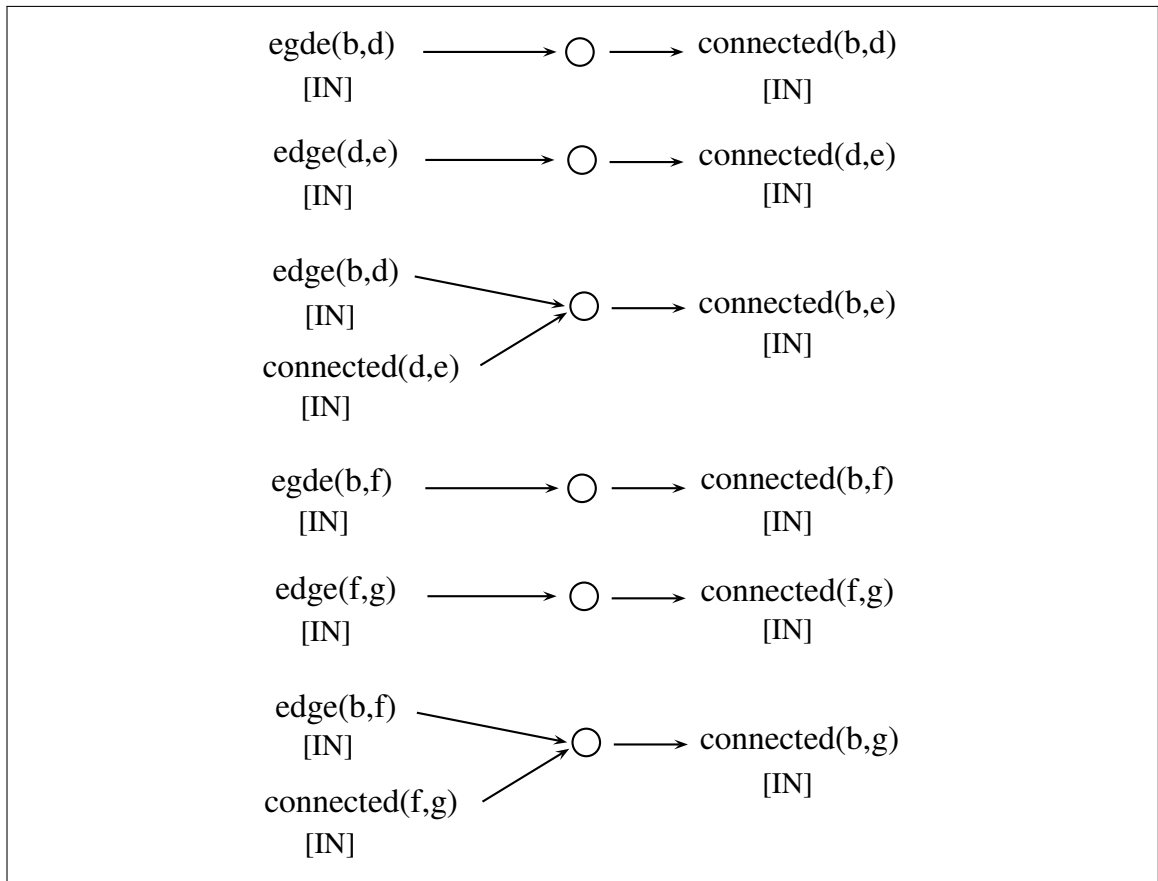 egde(b,d) connected(b,d)
[IN] [IN]
edge(d,e) connected(d,e)
[IN] [IN]
edge(b,d)
[IN] connected(b,e)
[IN]
connected(d,e)
[IN]
egde(b,f) connected(b,f)
[IN] [IN]
edge(f,g) connected(f,g)
[IN] [IN]
edge(b,f)
[IN] connected(b,g)
[IN]
connected(f,g)
[IN]